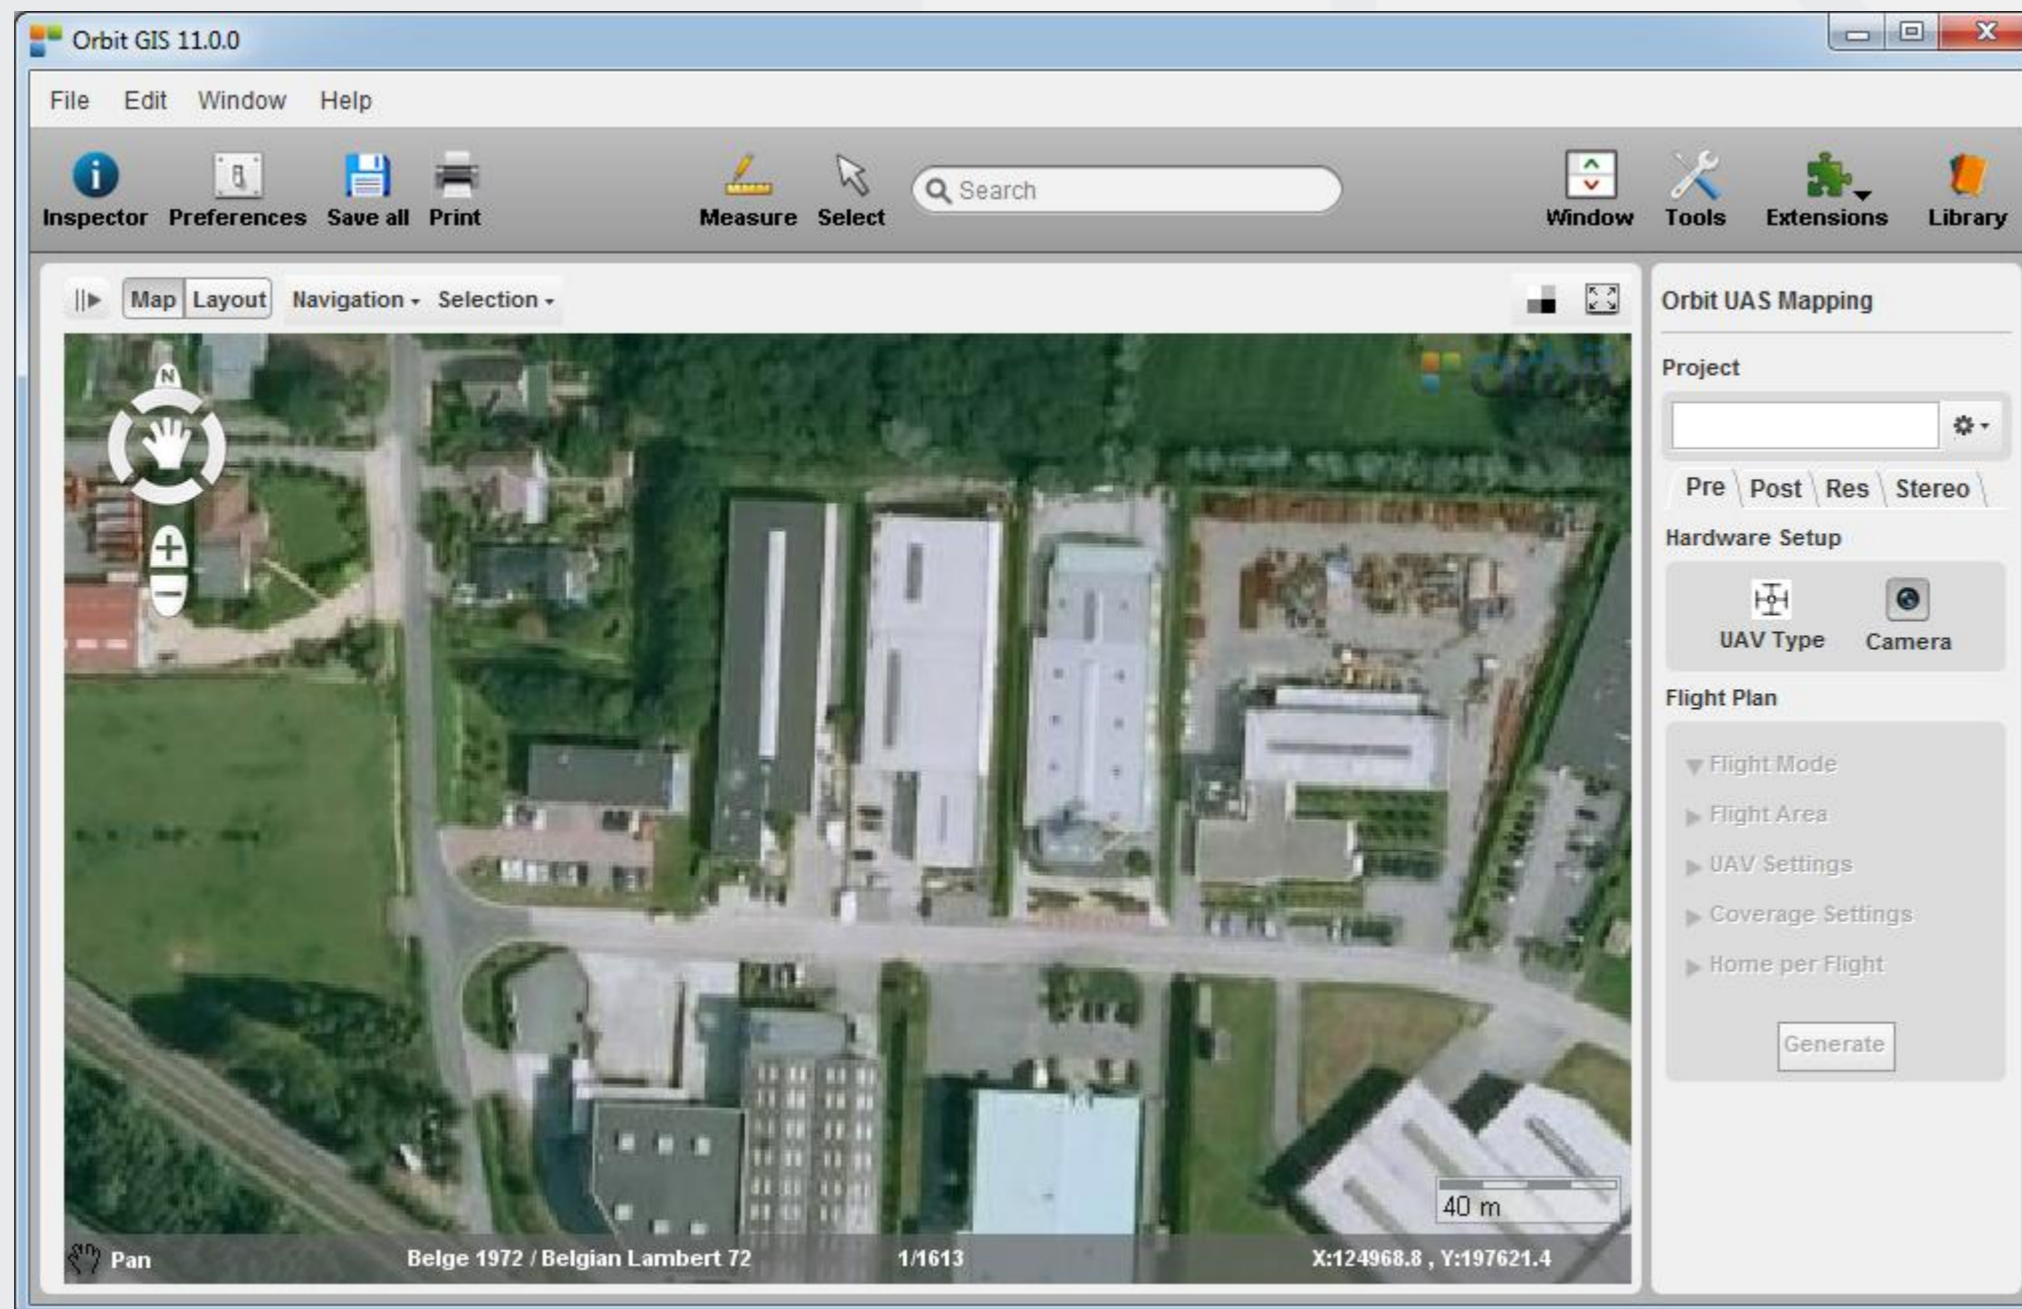 Orbit GIS 11.0.0
File Edit Window Help
Inspector Preferences Save all Print Measure Select Search Window Tools Extensions Library
Map Layout Navigation Selection
Orbit UAS Mapping
Project
Pre Post Res Stereo
Hardware Setup
UAV Type Camera
Flight Plan
Flight Mode
Flight Area
UAV Settings
Coverage Settings
Home per Flight
Generate
N
orbit
40 m
Pan Belge 1972 / Belgian Lambert 72 1/1613 X:124968.8 , Y:197621.4